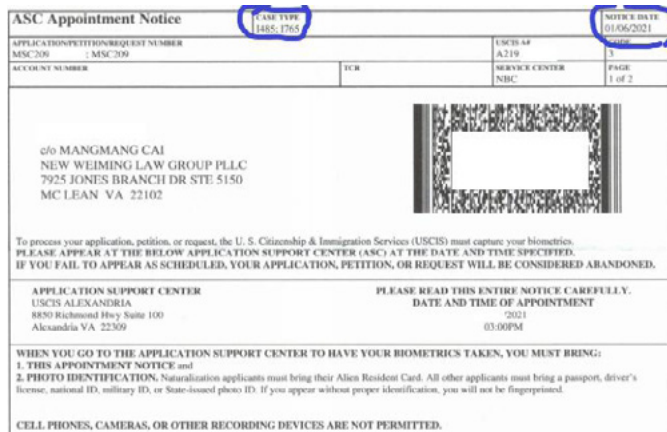 ASC Appointment Notice
CASE TYPE
I485; I765
NOTICE DATE
01/06/2021
APPLICATION/PETITION/REQUEST NUMBER
MSC209 : MSC209
USCIS A#
A219
CODE
3
ACCOUNT NUMBER
TCR
SERVICE CENTER
NBC
PAGE
1 of 2
c/o MANGMANG CAI
NEW WEIMING LAW GROUP PLLC
7925 JONES BRANCH DR STE 5150
MC LEAN VA 22102
To process your application, petition, or request, the U. S. Citizenship & Immigration Services (USCIS) must capture your biometrics.
PLEASE APPEAR AT THE BELOW APPLICATION SUPPORT CENTER (ASC) AT THE DATE AND TIME SPECIFIED.
IF YOU FAIL TO APPEAR AS SCHEDULED, YOUR APPLICATION, PETITION, OR REQUEST WILL BE CONSIDERED ABANDONED.
APPLICATION SUPPORT CENTER
USCIS ALEXANDRIA
8850 Richmond Hwy Suite 100
Alexandria VA 22309
PLEASE READ THIS ENTIRE NOTICE CAREFULLY.
DATE AND TIME OF APPOINTMENT
2021
03:00PM
WHEN YOU GO TO THE APPLICATION SUPPORT CENTER TO HAVE YOUR BIOMETRICS TAKEN, YOU MUST BRING:
1. THIS APPOINTMENT NOTICE and
2. PHOTO IDENTIFICATION. Naturalization applicants must bring their Alien Resident Card. All other applicants must bring a passport, driver's
license, national ID, military ID, or State-issued photo ID. If you appear without proper identification, you will not be fingerprinted.
CELL PHONES, CAMERAS, OR OTHER RECORDING DEVICES ARE NOT PERMITTED.